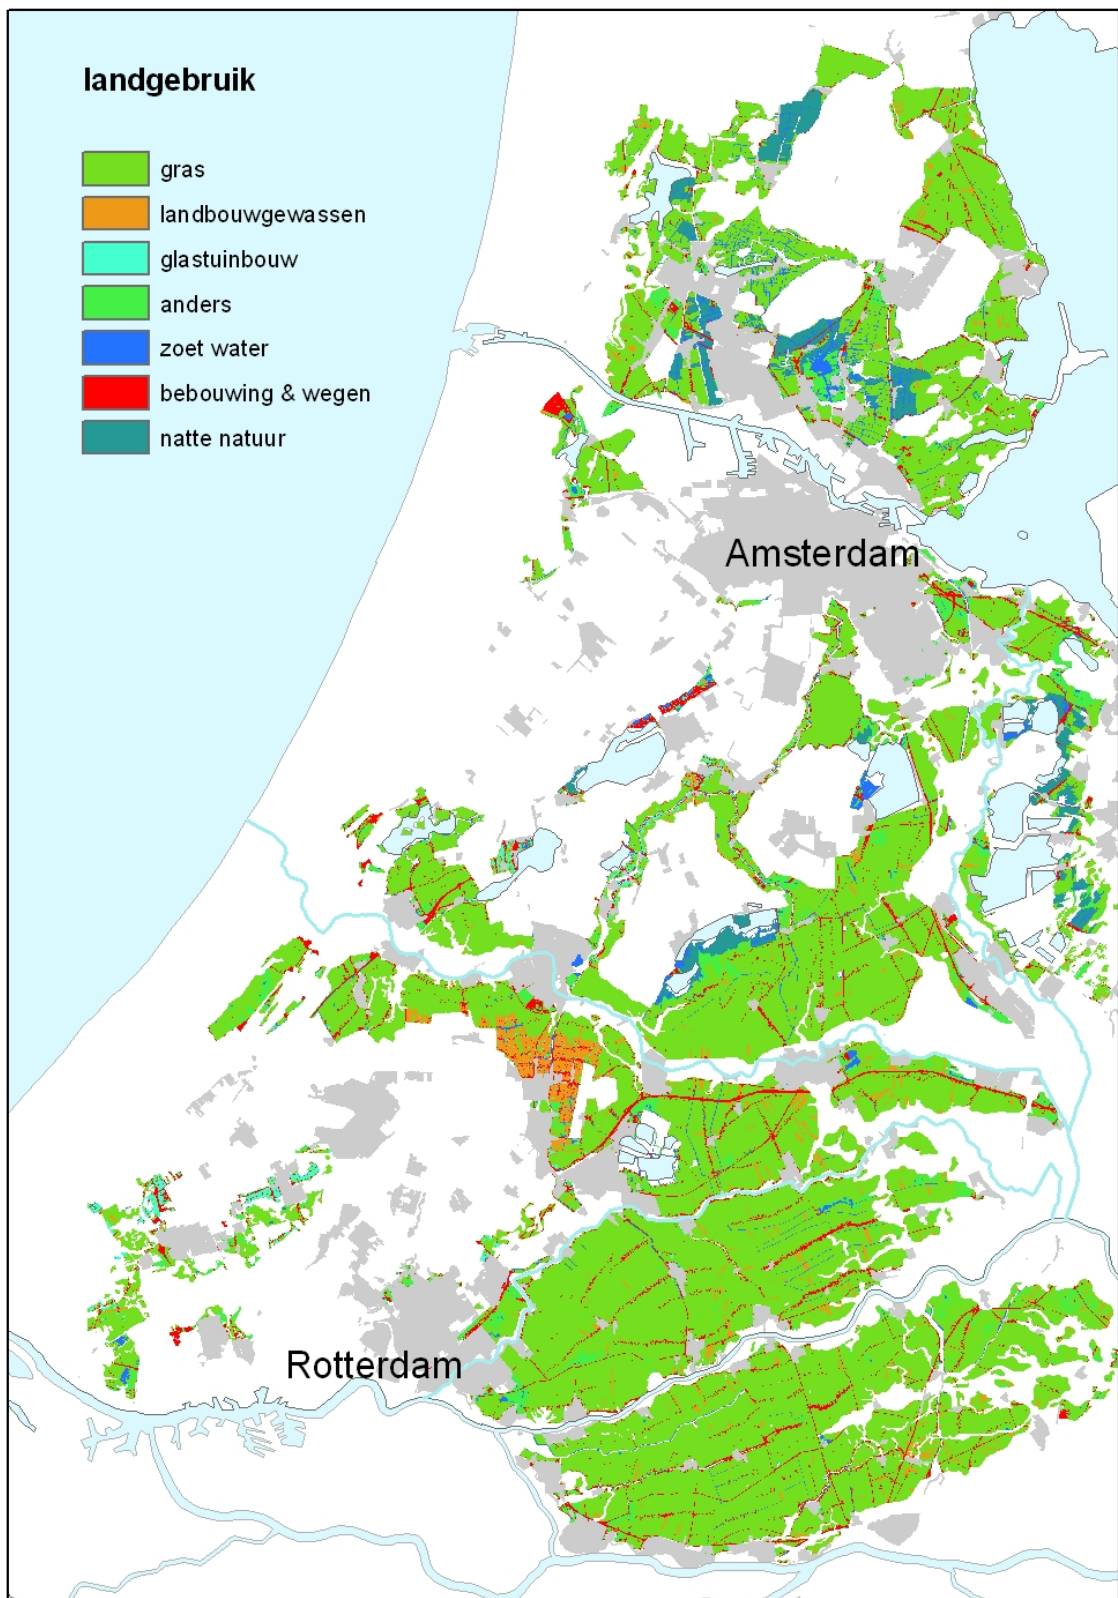 landgebruik
gras
landbouwgewassen
glastuinbouw
anders
zoet water
bebouwing & wegen
natte natuur
Amsterdam
Rotterdam